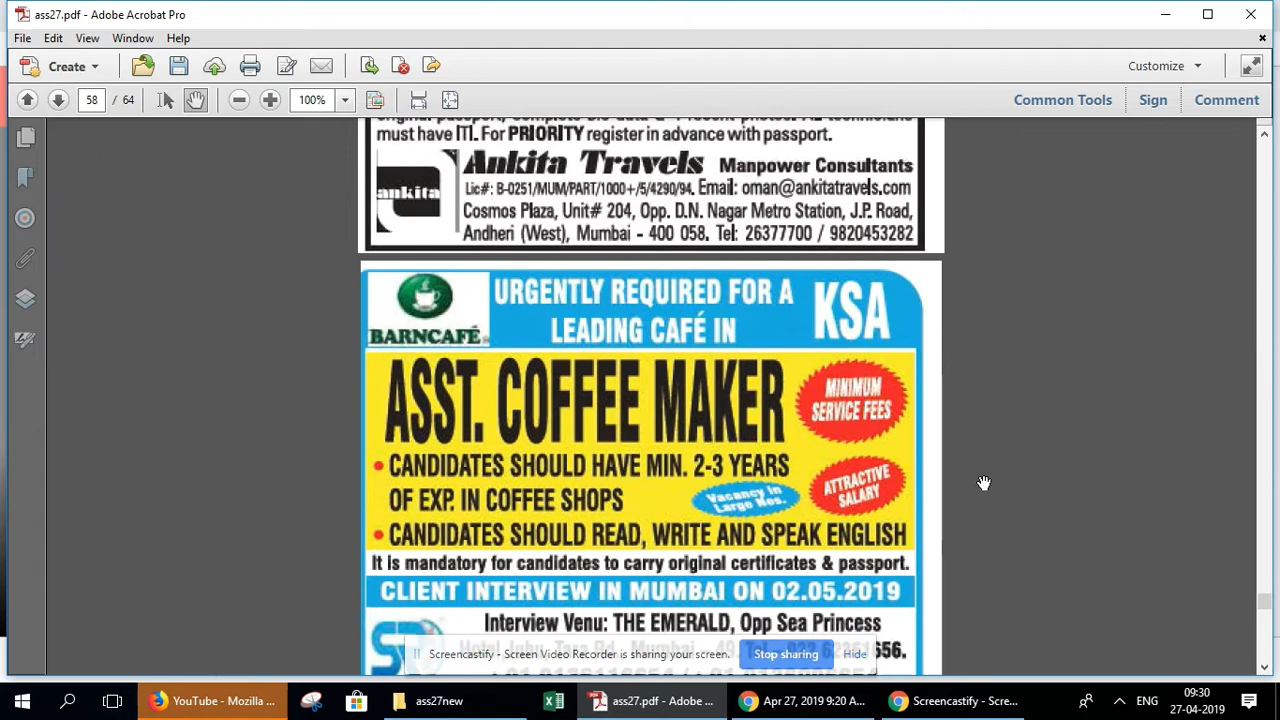 ass27.pdf - Adobe Acrobat Pro
File Edit View Window Help
Create Customize
58 / 64 100% Common Tools Sign Comment
must have ITI. For PRIORITY register in advance with passport.
ankita
Ankita Travels Manpower Consultants
Lic#: B-0251/MUM/PART/1000+/5/4290/94. Email: oman@ankitatravels.com
Cosmos Plaza, Unit# 204, Opp. D.N. Nagar Metro Station, J.P. Road,
Andheri (West), Mumbai - 400 058. Tel: 26377700 / 9820453282
BARNCAFÉ
URGENTLY REQUIRED FOR A
LEADING CAFÉ IN
KSA
ASST. COFFEE MAKER
MINIMUM
SERVICE FEES
• CANDIDATES SHOULD HAVE MIN. 2-3 YEARS
OF EXP. IN COFFEE SHOPS
Vacancy in
Large Nos.
ATTRACTIVE
SALARY
• CANDIDATES SHOULD READ, WRITE AND SPEAK ENGLISH
It is mandatory for candidates to carry original certificates & passport.
CLIENT INTERVIEW IN MUMBAI ON 02.05.2019
Interview Venu: THE EMERALD, Opp Sea Princess
656.
Screencastify - Screen Video Recorder is sharing your screen. Stop sharing Hide
YouTube - Mozilla ... ass27new ass27.pdf - Adobe ... Apr 27, 2019 9:20 A... Screencastify - Scre... ENG
09:30
27-04-2019